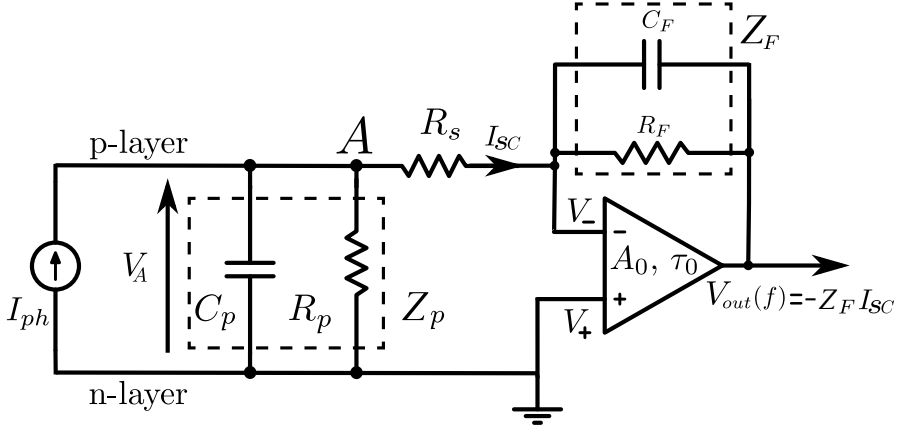 C_F
Z_F
R_F
p-layer
A
R_s
I_SC
V_-
-
A_0, τ_0
V_A
I_ph
C_p
R_p
Z_p
+
V_+
V_out(f)=-Z_F I_SC
n-layer